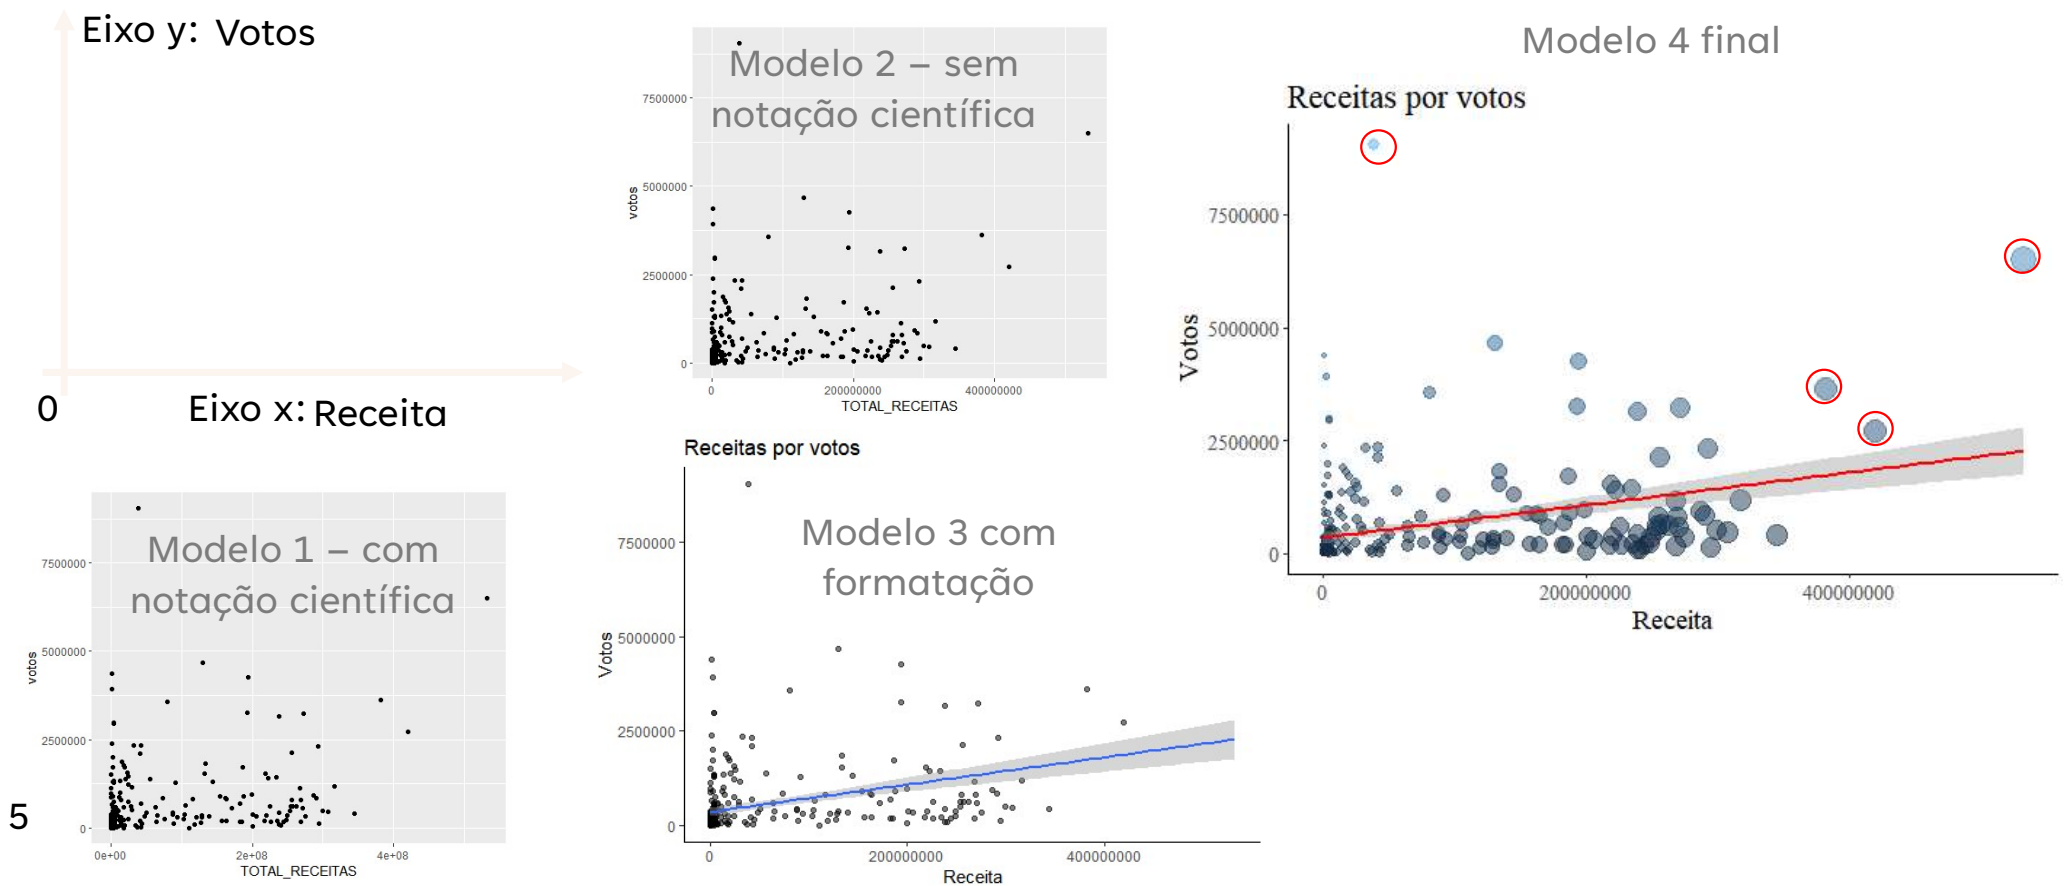 Eixo y: Votos
0
Eixo x: Receita
Modelo 1 – com
notação científica
votos
7500000
5000000
2500000
0
0e+00
2e+08
4e+08
TOTAL_RECEITAS
5
Modelo 2 – sem
notação científica
votos
7500000
5000000
2500000
0
0
200000000
400000000
TOTAL_RECEITAS
Receitas por votos
Modelo 3 com
formatação
Votos
7500000
5000000
2500000
0
0
200000000
400000000
Receita
Modelo 4 final
Receitas por votos
Votos
7500000
5000000
2500000
0
0
200000000
400000000
Receita